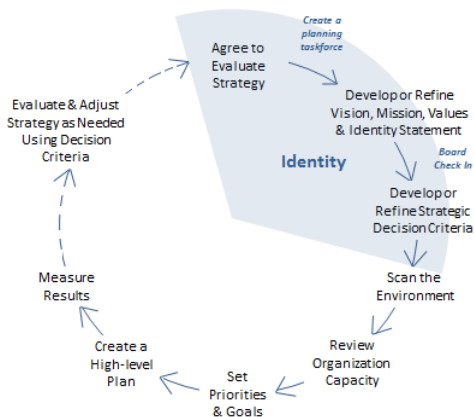 Create a
planning
taskforce
Agree to
Evaluate
Strategy
Develop or Refine
Vision, Mission, Values
& Identity Statement
Board
Check In
Identity
Develop or
Refine Strategic
Decision Criteria
Scan the
Environment
Review
Organization
Capacity
Set
Priorities
& Goals
Create a
High-level
Plan
Measure
Results
Evaluate & Adjust
Strategy as Needed
Using Decision
Criteria